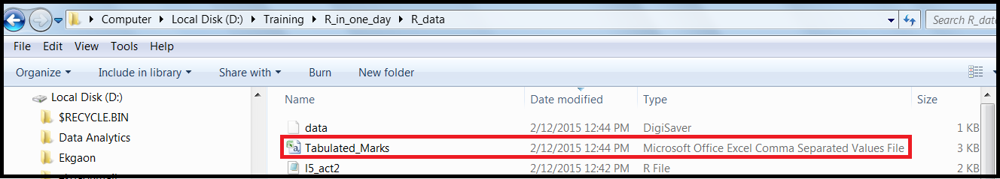 Computer Local Disk (D:) Training R_in_one_day R_data Search R_data
File Edit View Tools Help
Organize Include in library Share with Burn New folder
Local Disk (D:)
$RECYCLE.BIN
Data Analytics
Ekgaon
Name Date modified Type Size
data 2/12/2015 12:44 PM DigiSaver 1 KB
Tabulated_Marks 2/12/2015 12:44 PM Microsoft Office Excel Comma Separated Values File 3 KB
l5_act2 2/12/2015 12:42 PM R File 2 KB